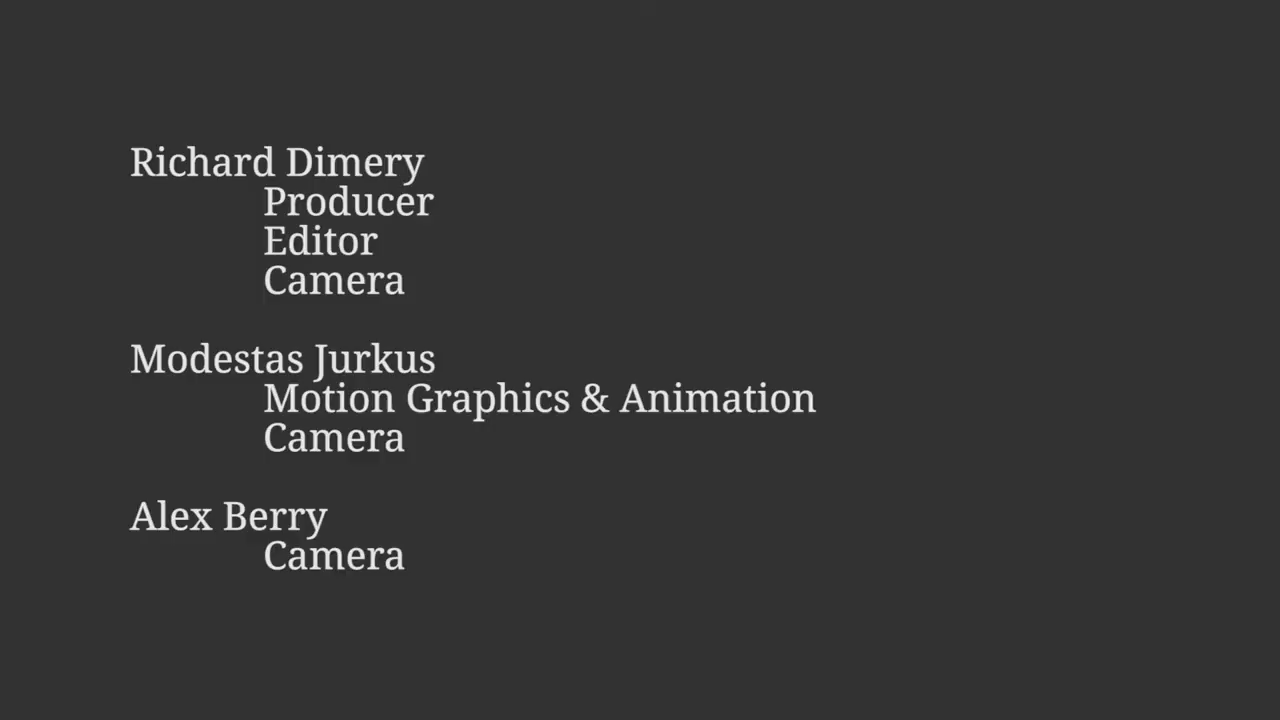 Richard Dimery
Producer
Editor
Camera
Modestas Jurkus
Motion Graphics & Animation
Camera
Alex Berry
Camera